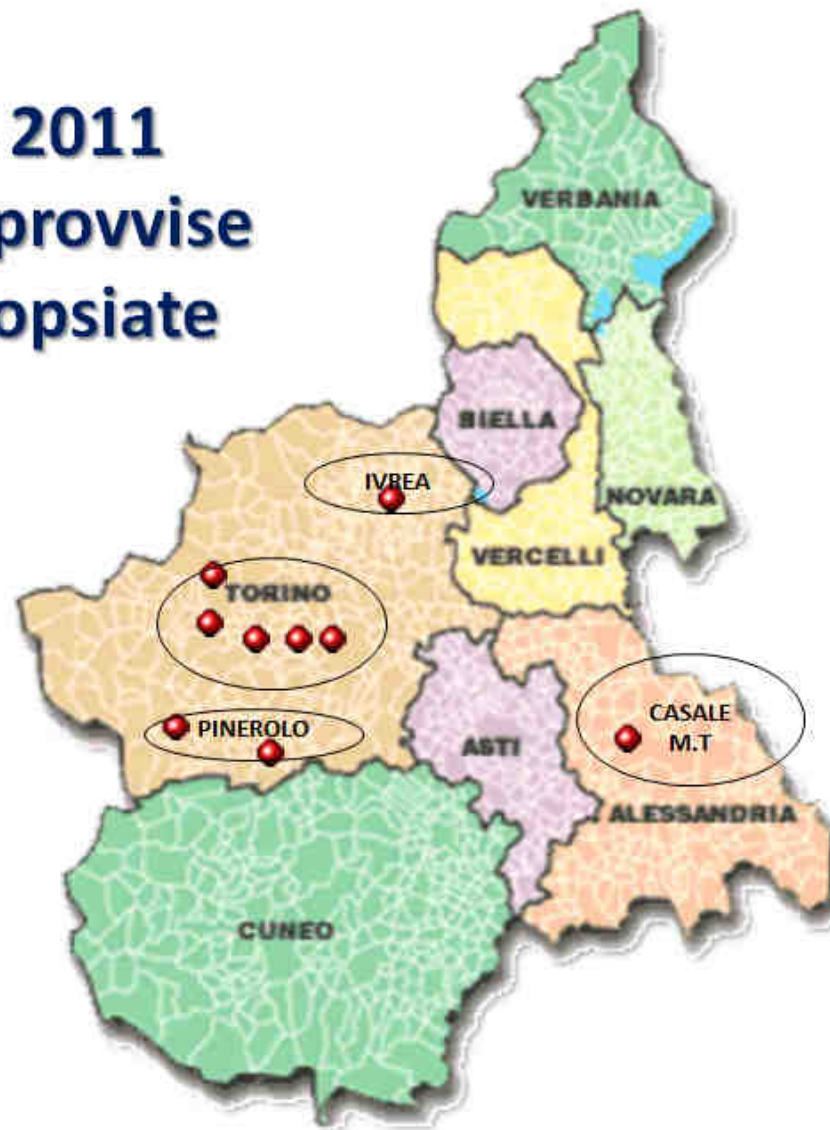 2011
provvise
opsiate
VERBANIA
BIELLA
IVREA
NOVARA
VERCELLI
TORINO
CASALE
M.T
PINEROLO
ASTI
ALESSANDRIA
CUNEO